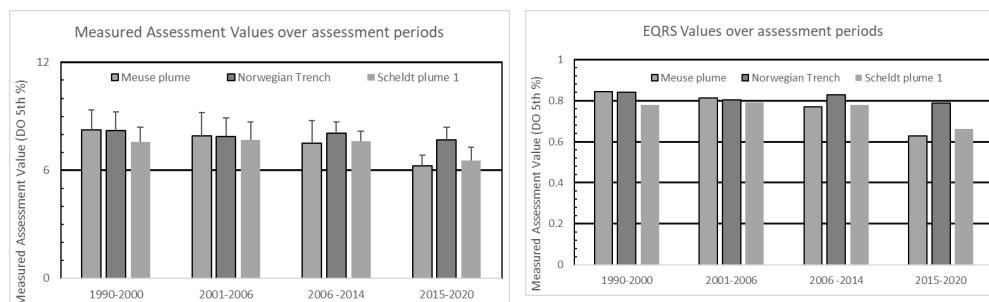 Measured Assessment Values over assessment periods
Measured Assessment Value (DO 5th %)
12
6
0
Meuse plume
Norwegian Trench
Scheldt plume 1
1990-2000
2001-2006
2006-2014
2015-2020
EQRS Values over assessment periods
Measured Assessment Value (DO 5th %)
1
0.8
0.6
0.4
0.2
0
Meuse plume
Norwegian Trench
Scheldt plume 1
1990-2000
2001-2006
2006-2014
2015-2020